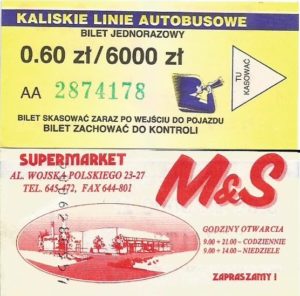 KALISKIE LINIE AUTOBUSOWE
BILET JEDNORAZOWY
0.60 zł/6000 zł
AA 2874178
TU KASOWAĆ
BILET SKASOWAĆ ZARAZ PO WEJŚCIU DO POJAZDU
BILET ZACHOWAĆ DO KONTROLI
SUPERMARKET
AL. WOJSKA POLSKIEGO 23-27
TEL. 645-472, FAX 644-801
M&S
GODZINY OTWARCIA
9.00 ÷ 21.00 - CODZIENNIE
9.00 ÷ 14.00 - NIEDZIELE
ZAPRASZAMY!